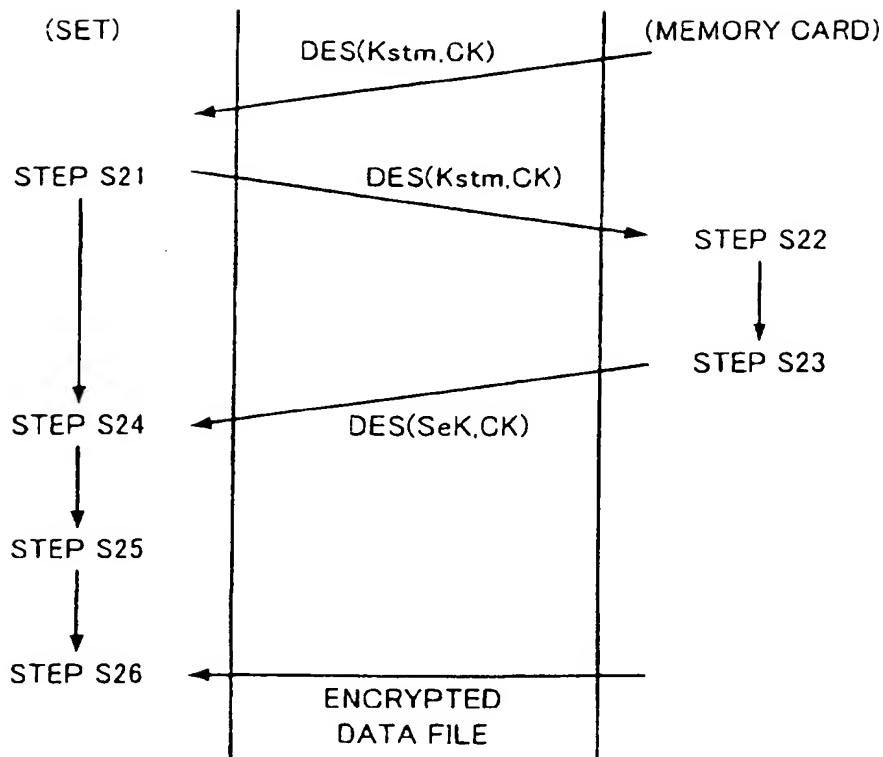 (SET)
(MEMORY CARD)
DES(Kstm,CK)
STEP S21
DES(Kstm,CK)
STEP S22
STEP S23
STEP S24
DES(SeK,CK)
STEP S25
STEP S26
ENCRYPTED
DATA FILE